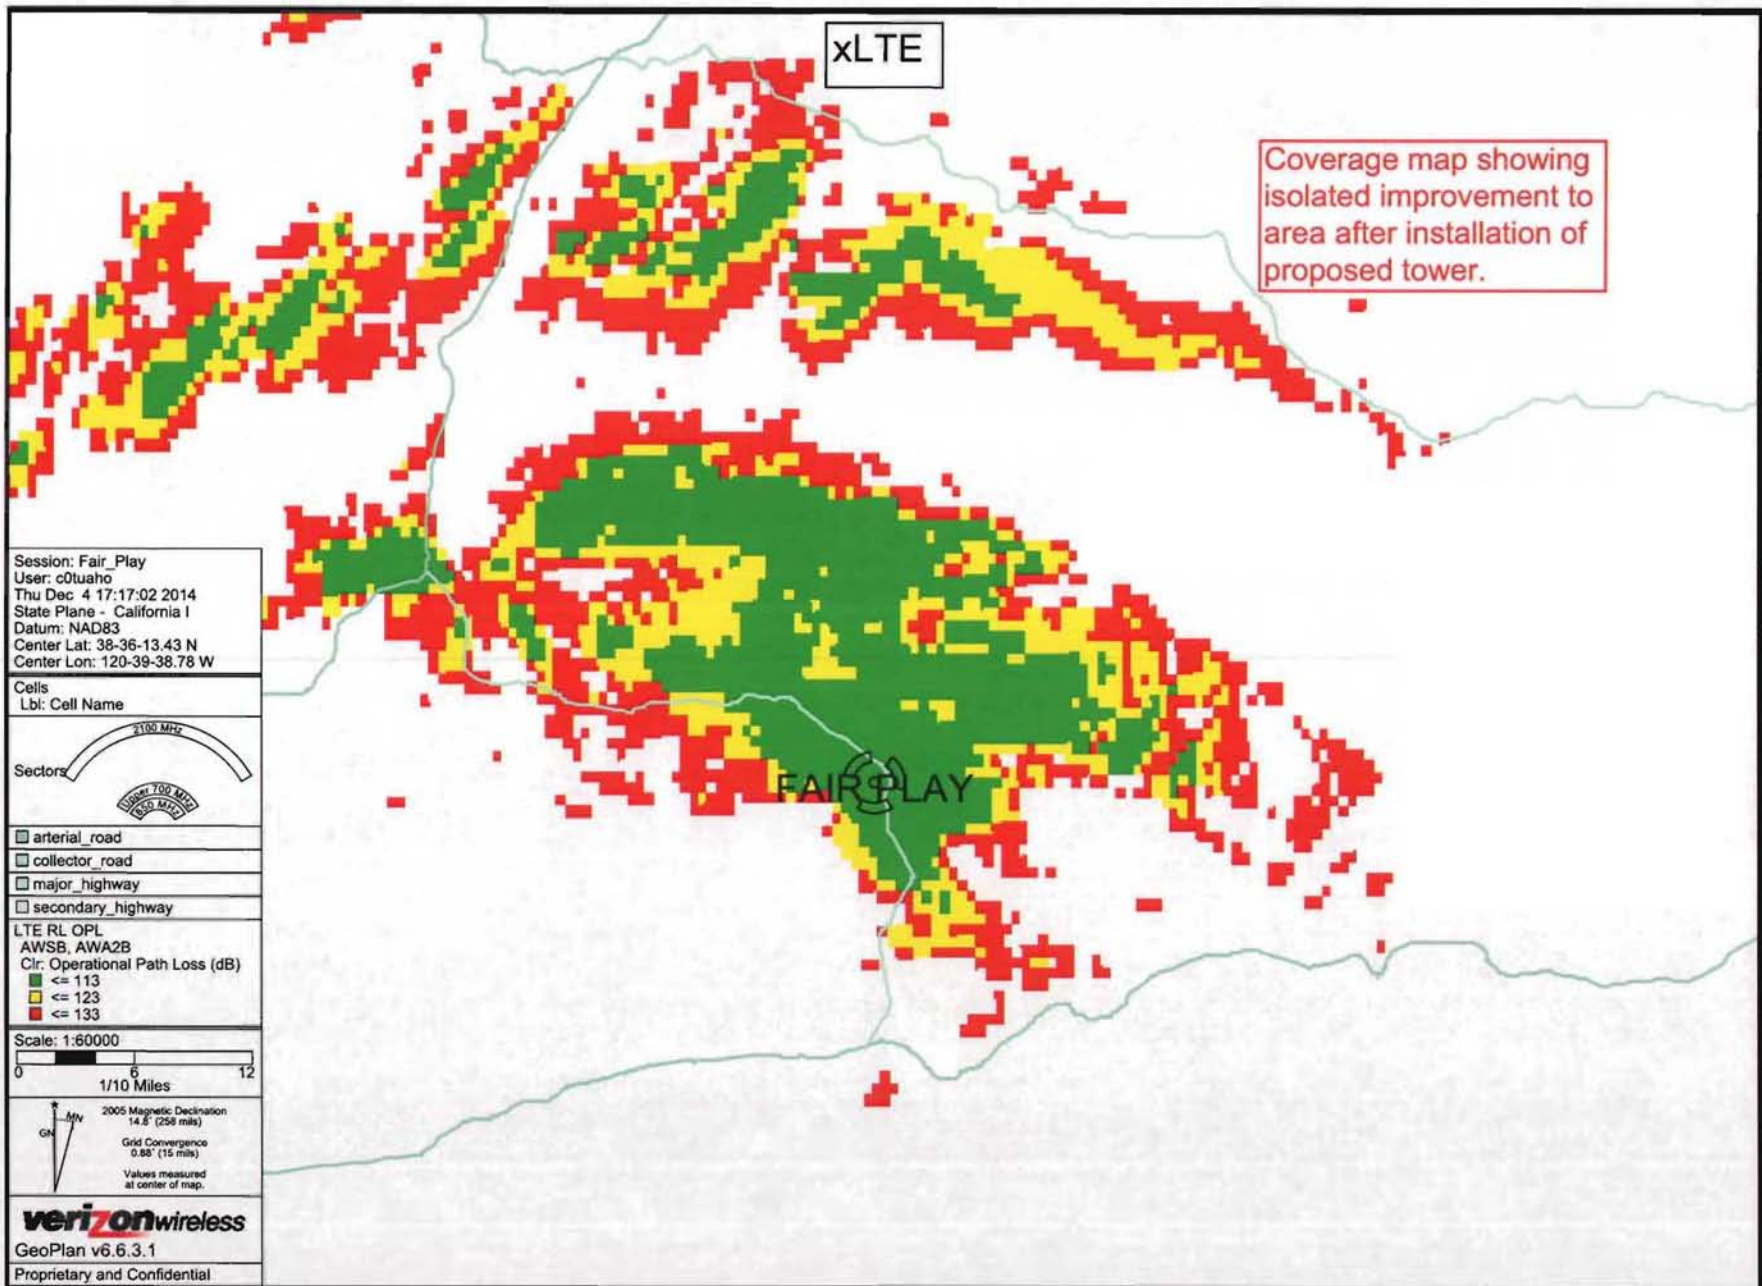 xLTE
Coverage map showing
isolated improvement to
area after installation of
proposed tower.
FAIR PLAY
Session: Fair_Play
User: c0tuaho
Thu Dec 4 17:17:02 2014
State Plane - California I
Datum: NAD83
Center Lat: 38-36-13.43 N
Center Lon: 120-39-38.78 W
Cells
Lbl: Cell Name
2100 MHz
Sectors
Upper 700 MHz
850 MHz
arterial_road
collector_road
major_highway
secondary_highway
LTE RL OPL
AWSB, AWA2B
Clr: Operational Path Loss (dB)
<= 113
<= 123
<= 133
Scale: 1:60000
0 6 12
1/10 Miles
MN
GN
2005 Magnetic Declination
14.8° (258 mils)
Grid Convergence
0.88° (15 mils)
Values measured
at center of map.
verizonwireless
GeoPlan v6.6.3.1
Proprietary and Confidential